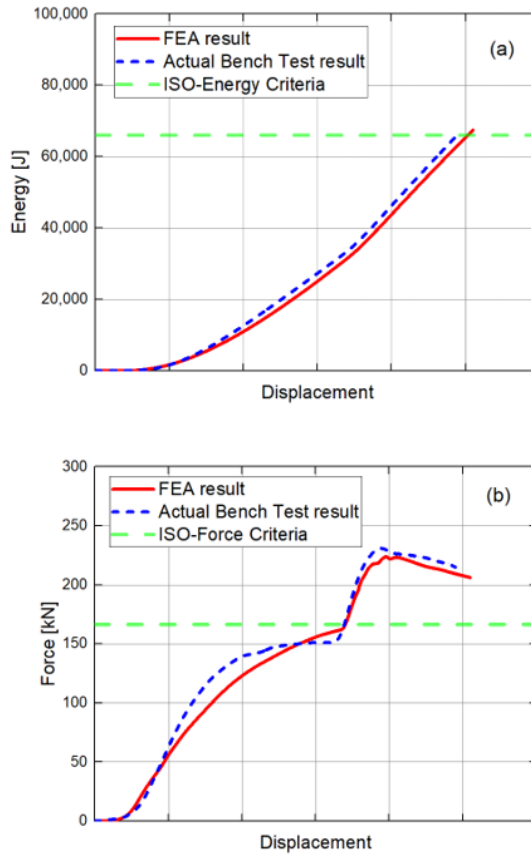 100,000
80,000
60,000
40,000
20,000
0
Energy [J]
FEA result
Actual Bench Test result
ISO-Energy Criteria
(a)
Displacement
300
250
200
150
100
50
0
Force [kN]
FEA result
Actual Bench Test result
ISO-Force Criteria
(b)
Displacement